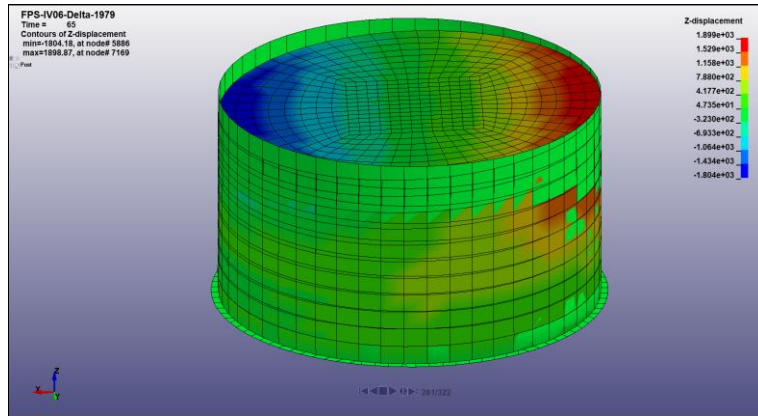 FPS-IV06-Delta-1979
Time = 65
Contours of Z-displacement
min=-1804.18, at node# 5886
max=1898.87, at node# 7169
Post
Z-displacement
1.899e+03
1.529e+03
1.158e+03
7.880e+02
4.177e+02
4.735e+01
-3.230e+02
-6.933e+02
-1.064e+03
-1.434e+03
-1.804e+03
Z
X
Y
281/322